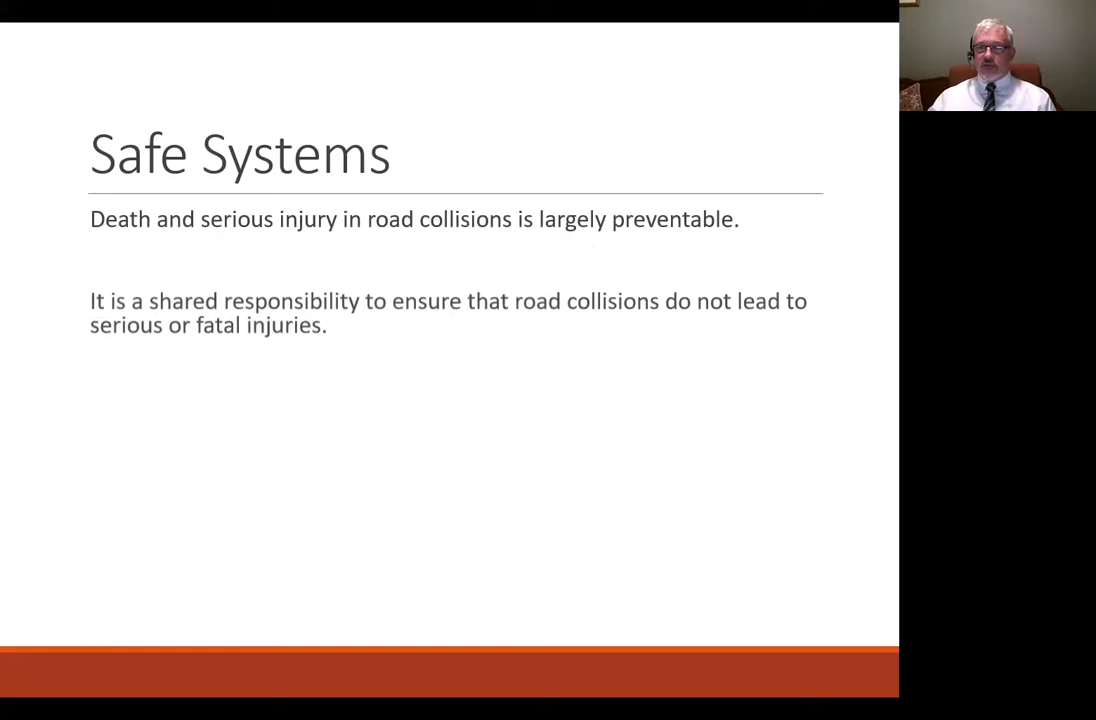 Safe Systems
Death and serious injury in road collisions is largely preventable.
It is a shared responsibility to ensure that road collisions do not lead to
serious or fatal injuries.